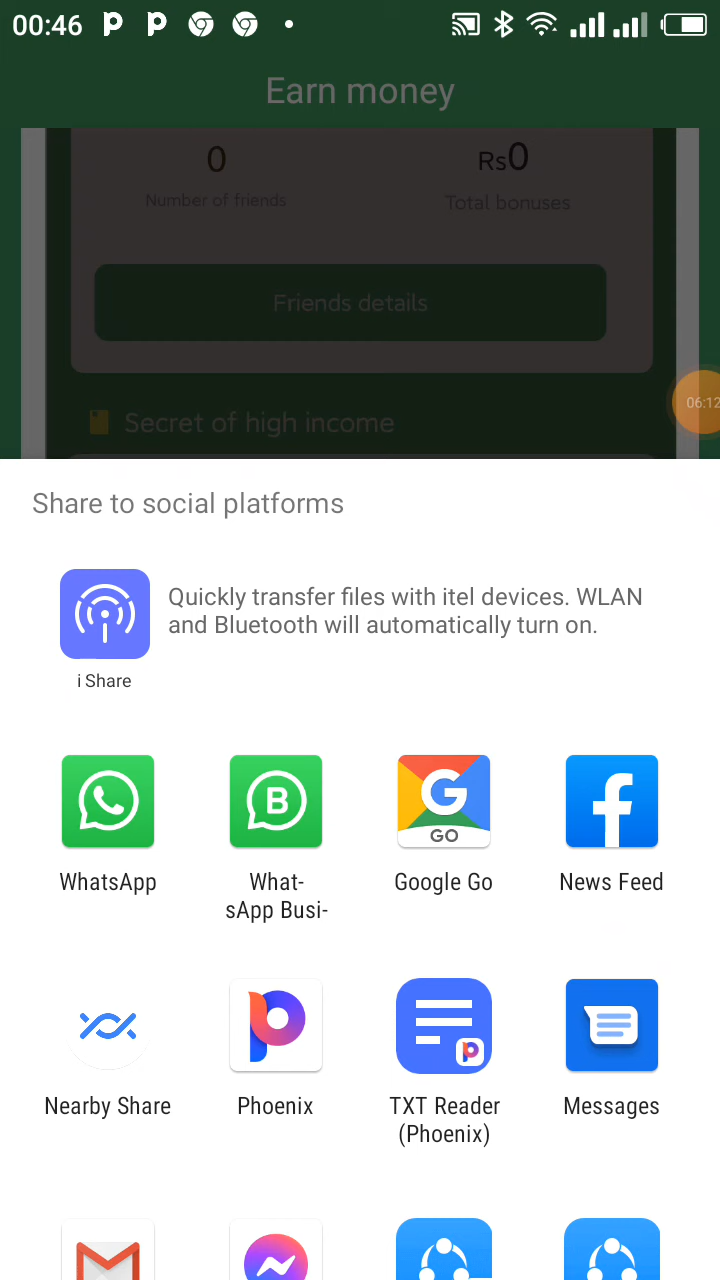 00:46
Earn money
0
Rs0
Number of friends
Total bonuses
Friends details
06:12
Secret of high income
Share to social platforms
Quickly transfer files with itel devices. WLAN
and Bluetooth will automatically turn on.
i Share
B
G
GO
WhatsApp
What-
sApp Busi-
Google Go
News Feed
Nearby Share
Phoenix
TXT Reader
(Phoenix)
Messages